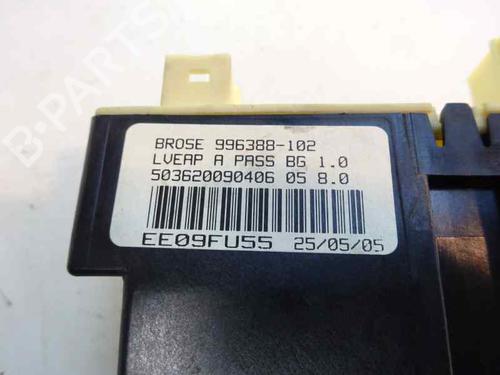 BROSE 996388-102
LVEAP A PASS BG 1.0
503620090406 05 8.0
EE09FU55 25/05/05
B-PARTS